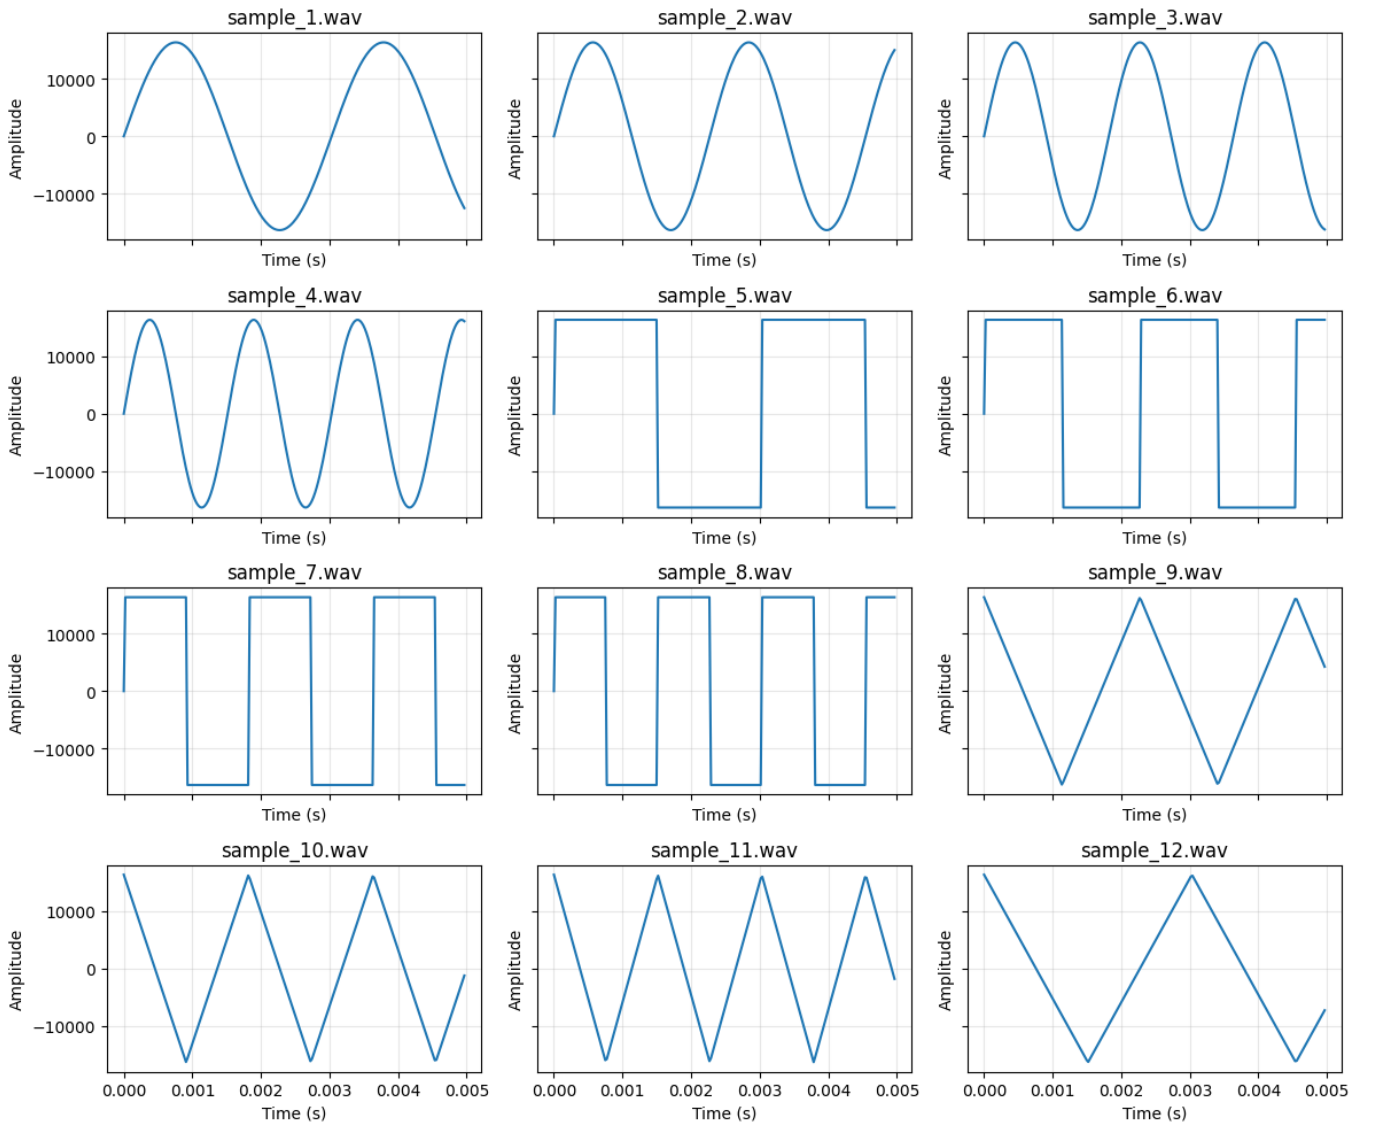 sample_1.wav
sample_2.wav
sample_3.wav
Amplitude
10000
0
−10000
Time (s)
Amplitude
Time (s)
Amplitude
Time (s)
sample_4.wav
sample_5.wav
sample_6.wav
Amplitude
10000
0
−10000
Time (s)
Amplitude
Time (s)
Amplitude
Time (s)
sample_7.wav
sample_8.wav
sample_9.wav
Amplitude
10000
0
−10000
Time (s)
Amplitude
Time (s)
Amplitude
Time (s)
sample_10.wav
sample_11.wav
sample_12.wav
Amplitude
10000
0
−10000
0.000 0.001 0.002 0.003 0.004 0.005
Time (s)
Amplitude
0.000 0.001 0.002 0.003 0.004 0.005
Time (s)
Amplitude
0.000 0.001 0.002 0.003 0.004 0.005
Time (s)